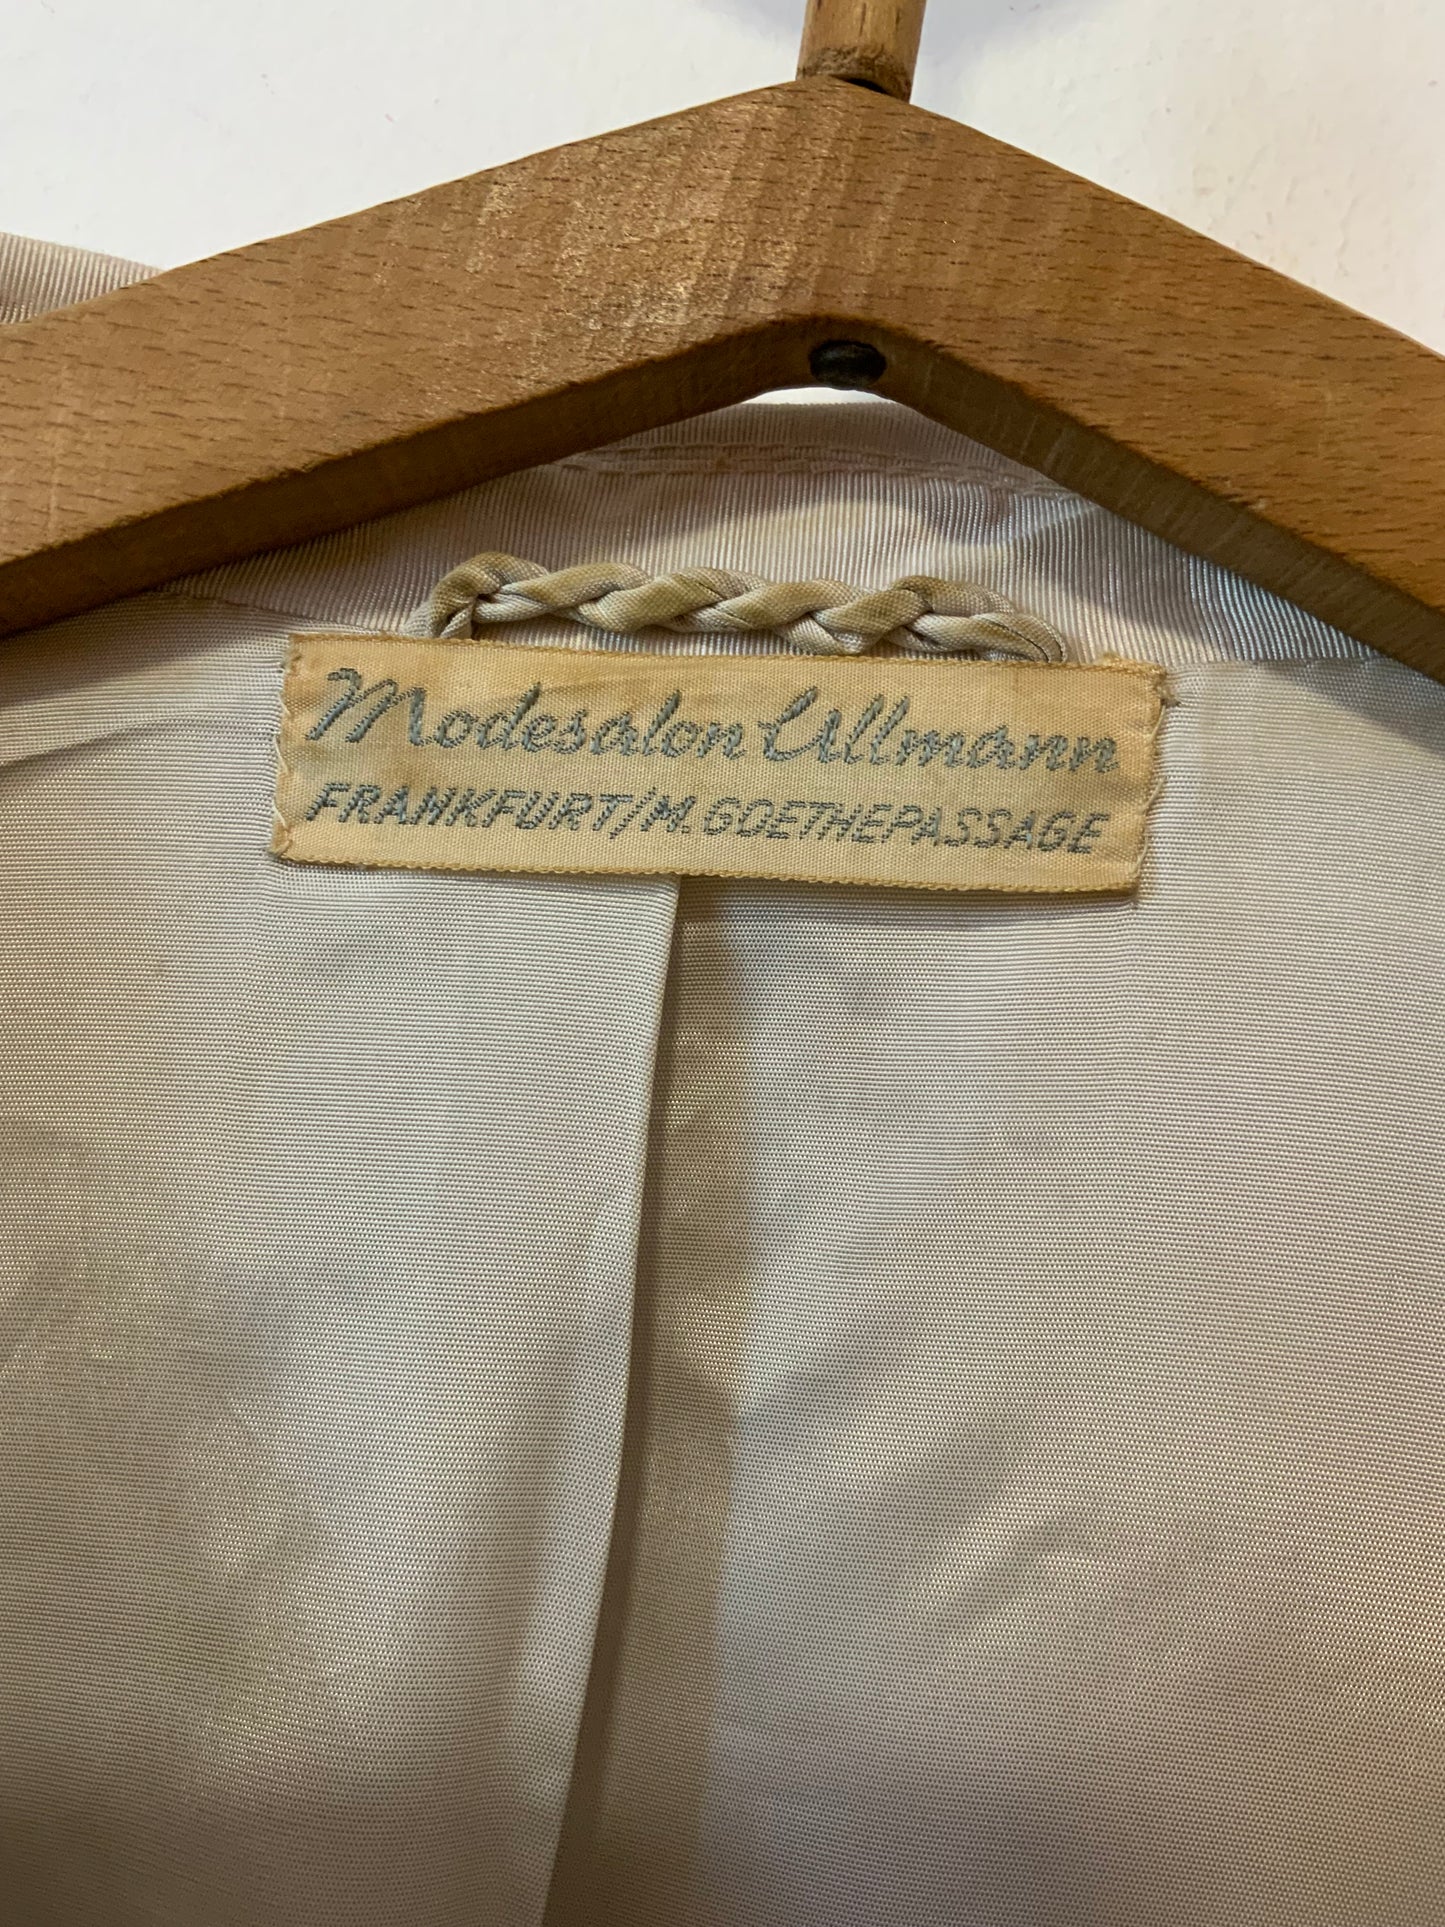 Modesalon Ullmann
FRANKFURT/M. GOETHEPASSAGE